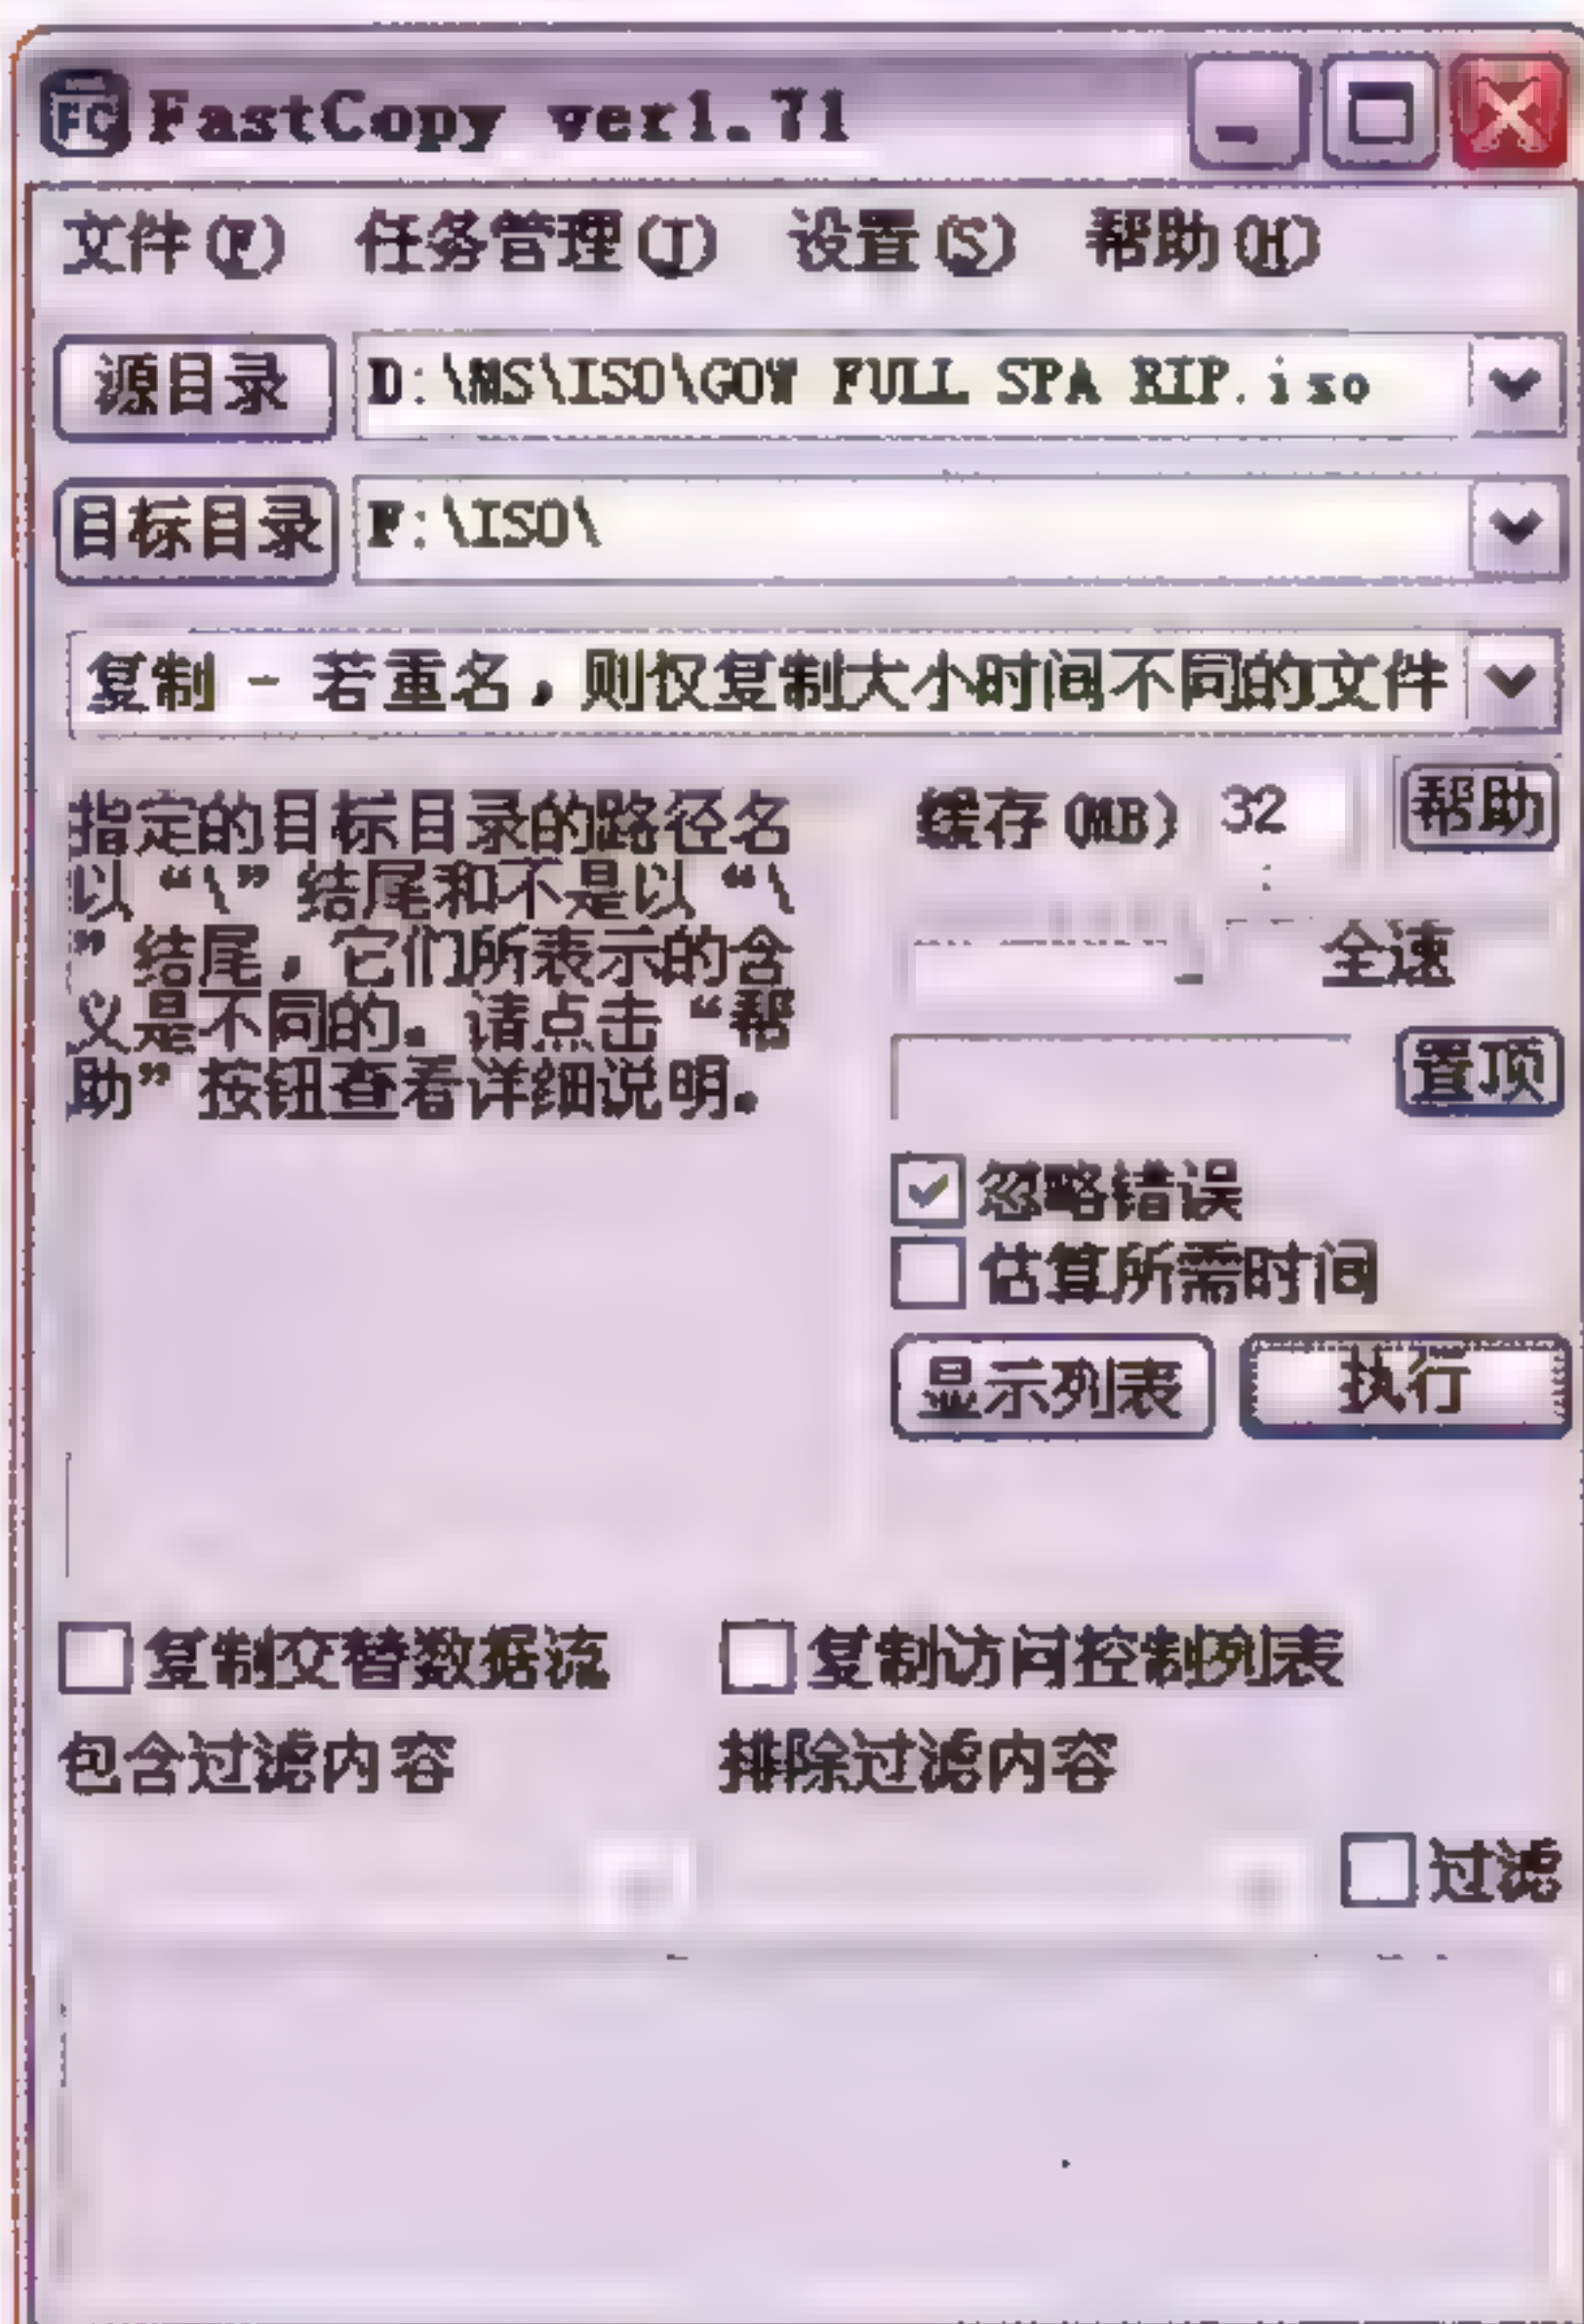 FC FastCopy ver1.71
文件(F) 任务管理(T) 设置(S) 帮助(H)
源目录 D:\MS\ISO\GOW FULL SPA RIP.iso
目标目录 F:\ISO\
复制 - 若重名，则仅复制大小时间不同的文件
指定的目标目录的路径名
以“\”结尾和不是以“\
”结尾，它们所表示的含
义是不同的。请点击“帮
助”按钮查看详细说明。
缓存(MB) 32 帮助
全速
置顶
忽略错误
估算所需时间
显示列表 执行
复制交替数据流 复制访问控制列表
包含过滤内容 排除过滤内容
过滤